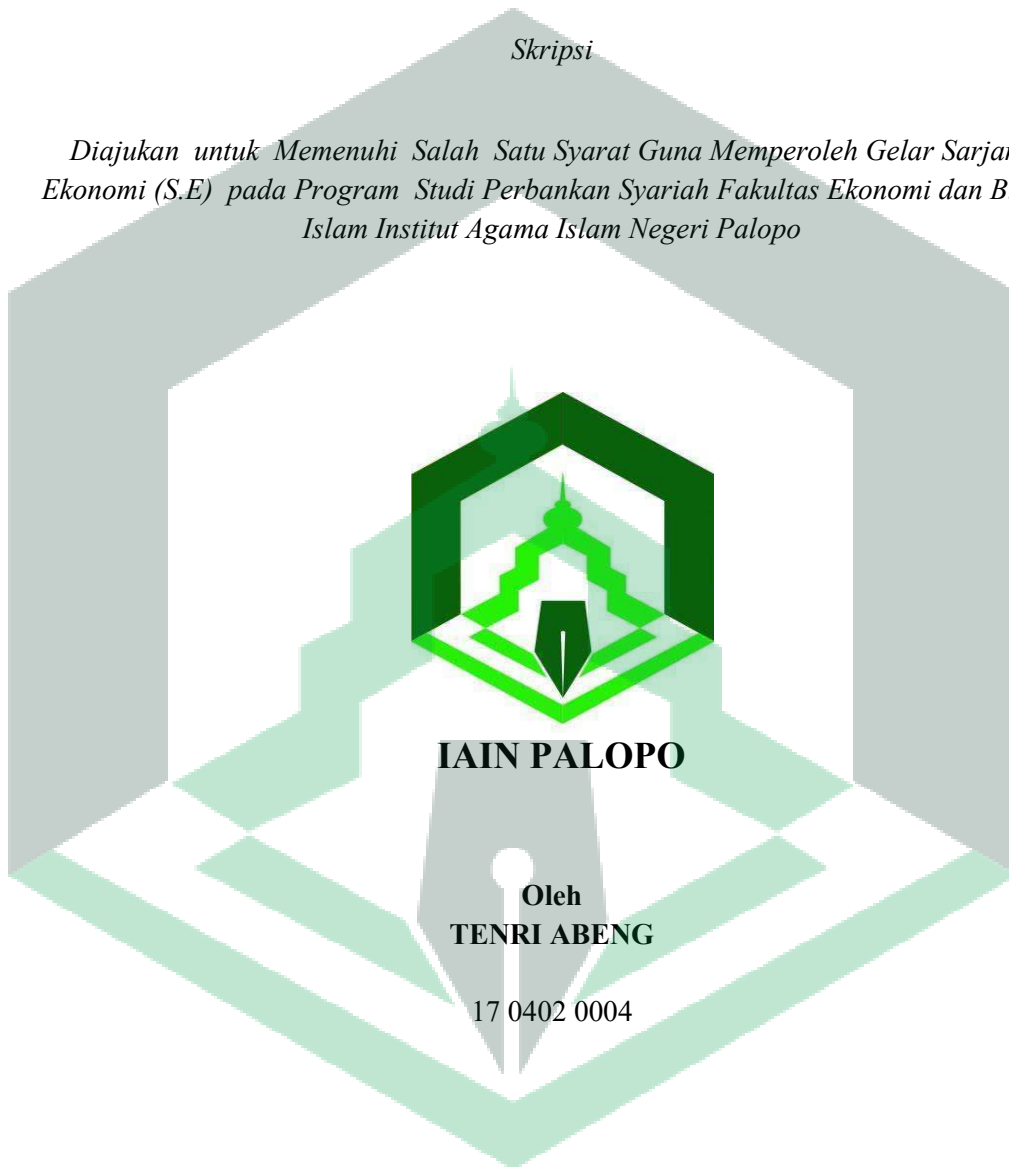 Skripsi
Diajukan untuk Memenuhi Salah Satu Syarat Guna Memperoleh Gelar
Ekonomi (S.E) pada Program Studi Perbankan Syariah Fakultas Ekonomi dan
Islam Institut Agama Islam Negeri Palopo
IAIN PALOPO
Oleh
TENRI ABENG
17 0402 0004